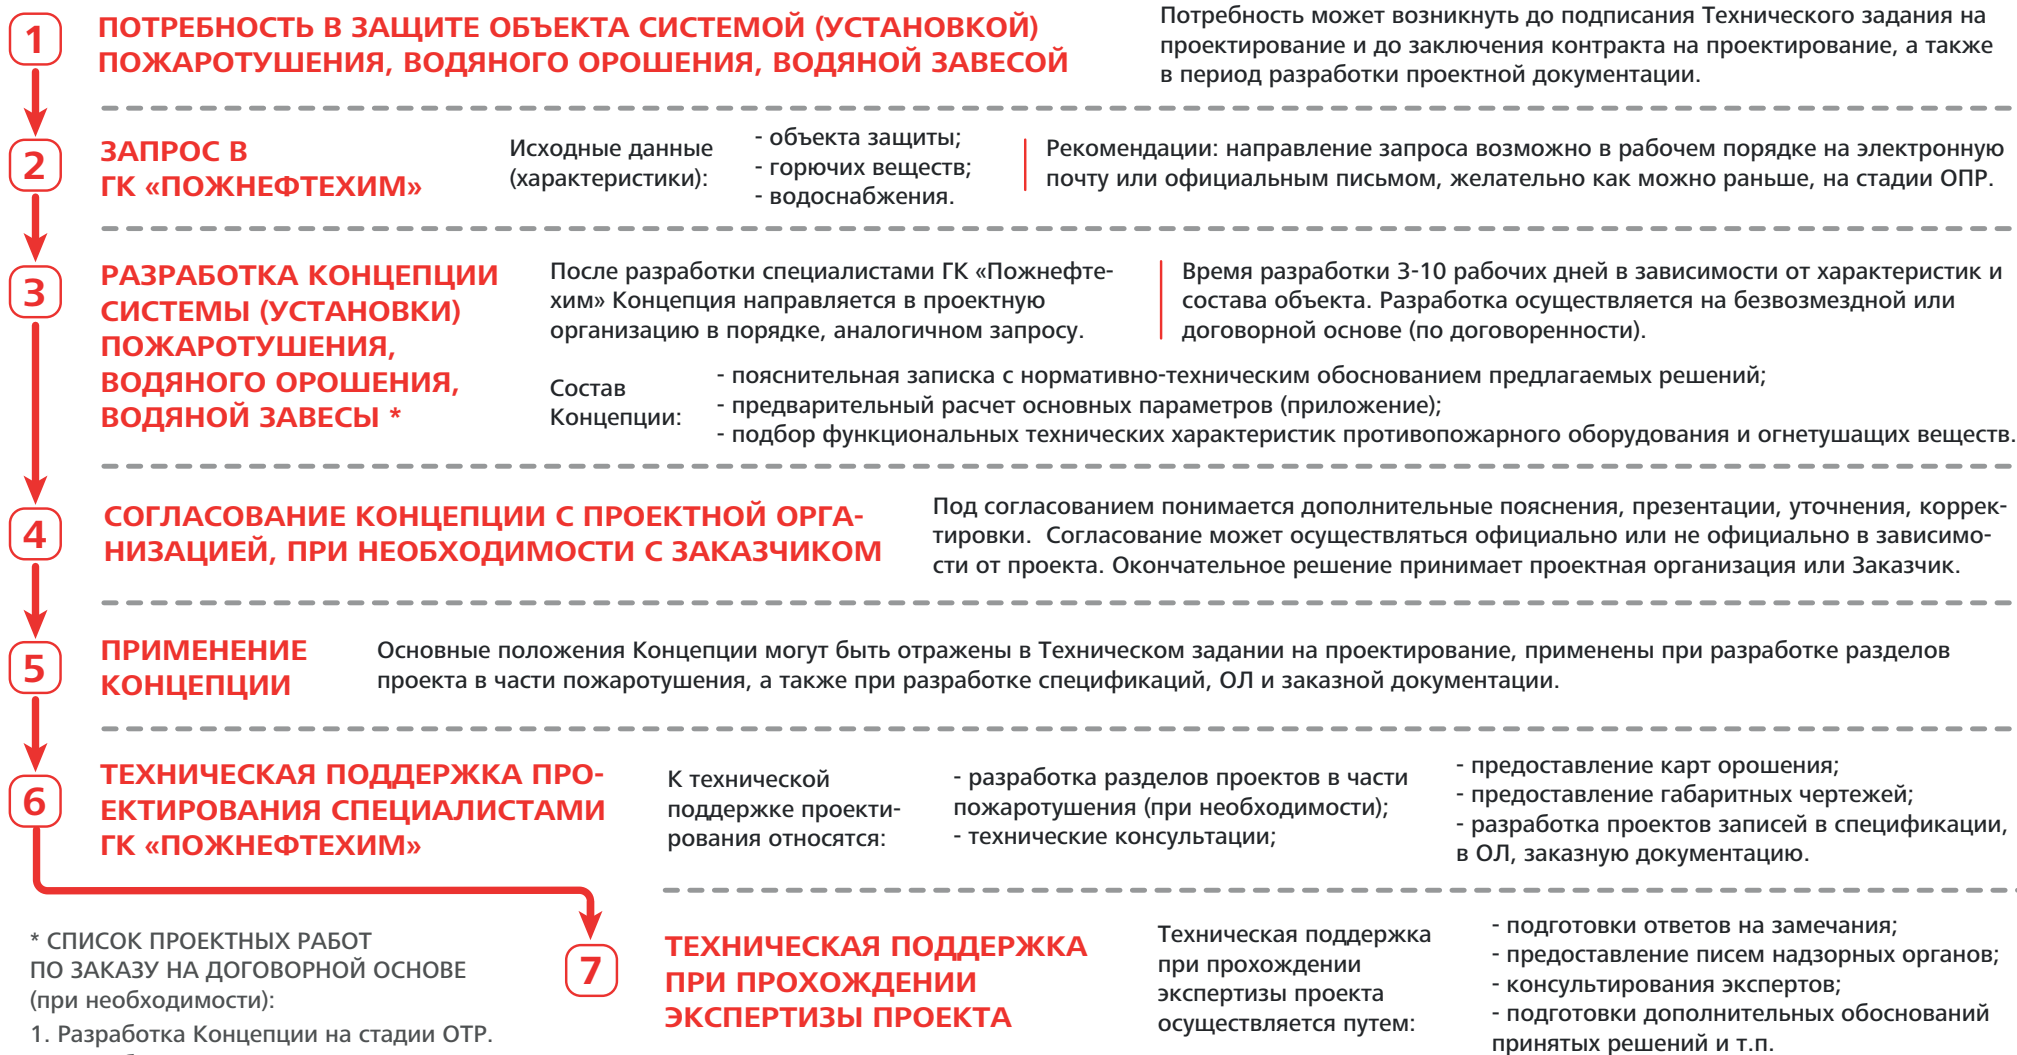 1
ПОТРЕБНОСТЬ В ЗАЩИТЕ ОБЪЕКТА СИСТЕМОЙ (УСТАНОВКОЙ)
ПОЖАРОТУШЕНИЯ, ВОДЯНОГО ОРОШЕНИЯ, ВОДЯНОЙ ЗАВЕСОЙ
Потребность может возникнуть до подписания Технического задания на
проектирование и до заключения контракта на проектирование, а также
в период разработки проектной документации.
2
ЗАПРОС В
ГК «ПОЖНЕФТЕХИМ»
Исходные данные
(характеристики):
- объекта защиты;
- горючих веществ;
- водоснабжения.
Рекомендации: направление запроса возможно в рабочем порядке на электронную
почту или официальным письмом, желательно как можно раньше, на стадии ОПР.
3
РАЗРАБОТКА КОНЦЕПЦИИ
СИСТЕМЫ (УСТАНОВКИ)
ПОЖАРОТУШЕНИЯ,
ВОДЯНОГО ОРОШЕНИЯ,
ВОДЯНОЙ ЗАВЕСЫ *
После разработки специалистами ГК «Пожнефте-
хим» Концепция направляется в проектную
организацию в порядке, аналогичном запросу.
Время разработки 3-10 рабочих дней в зависимости от характеристик и
состава объекта. Разработка осуществляется на безвозмездной или
договорной основе (по договоренности).
Состав
Концепции:
- пояснительная записка с нормативно-техническим обоснованием предлагаемых решений;
- предварительный расчет основных параметров (приложение);
- подбор функциональных технических характеристик противопожарного оборудования и огнетушащих веществ.
4
СОГЛАСОВАНИЕ КОНЦЕПЦИИ С ПРОЕКТНОЙ ОРГА-
НИЗАЦИЕЙ, ПРИ НЕОБХОДИМОСТИ С ЗАКАЗЧИКОМ
Под согласованием понимается дополнительные пояснения, презентации, уточнения, коррек-
тировки. Согласование может осуществляться официально или не официально в зависимо-
сти от проекта. Окончательное решение принимает проектная организация или Заказчик.
5
ПРИМЕНЕНИЕ
КОНЦЕПЦИИ
Основные положения Концепции могут быть отражены в Техническом задании на проектирование, применены при разработке разделов
проекта в части пожаротушения, а также при разработке спецификаций, ОЛ и заказной документации.
6
ТЕХНИЧЕСКАЯ ПОДДЕРЖКА ПРО-
ЕКТИРОВАНИЯ СПЕЦИАЛИСТАМИ
ГК «ПОЖНЕФТЕХИМ»
К технической
поддержке проекти-
рования относятся:
- разработка разделов проектов в части
пожаротушения (при необходимости);
- технические консультации;
- предоставление карт орошения;
- предоставление габаритных чертежей;
- разработка проектов записей в спецификации,
в ОЛ, заказную документацию.
7
ТЕХНИЧЕСКАЯ ПОДДЕРЖКА
ПРИ ПРОХОЖДЕНИИ
ЭКСПЕРТИЗЫ ПРОЕКТА
Техническая поддержка
при прохождении
экспертизы проекта
осуществляется путем:
- подготовки ответов на замечания;
- предоставление писем надзорных органов;
- консультирования экспертов;
- подготовки дополнительных обоснований
принятых решений и т.п.
* СПИСОК ПРОЕКТНЫХ РАБОТ
ПО ЗАКАЗУ НА ДОГОВОРНОЙ ОСНОВЕ
(при необходимости):
1. Разработка Концепции на стадии ОТР.